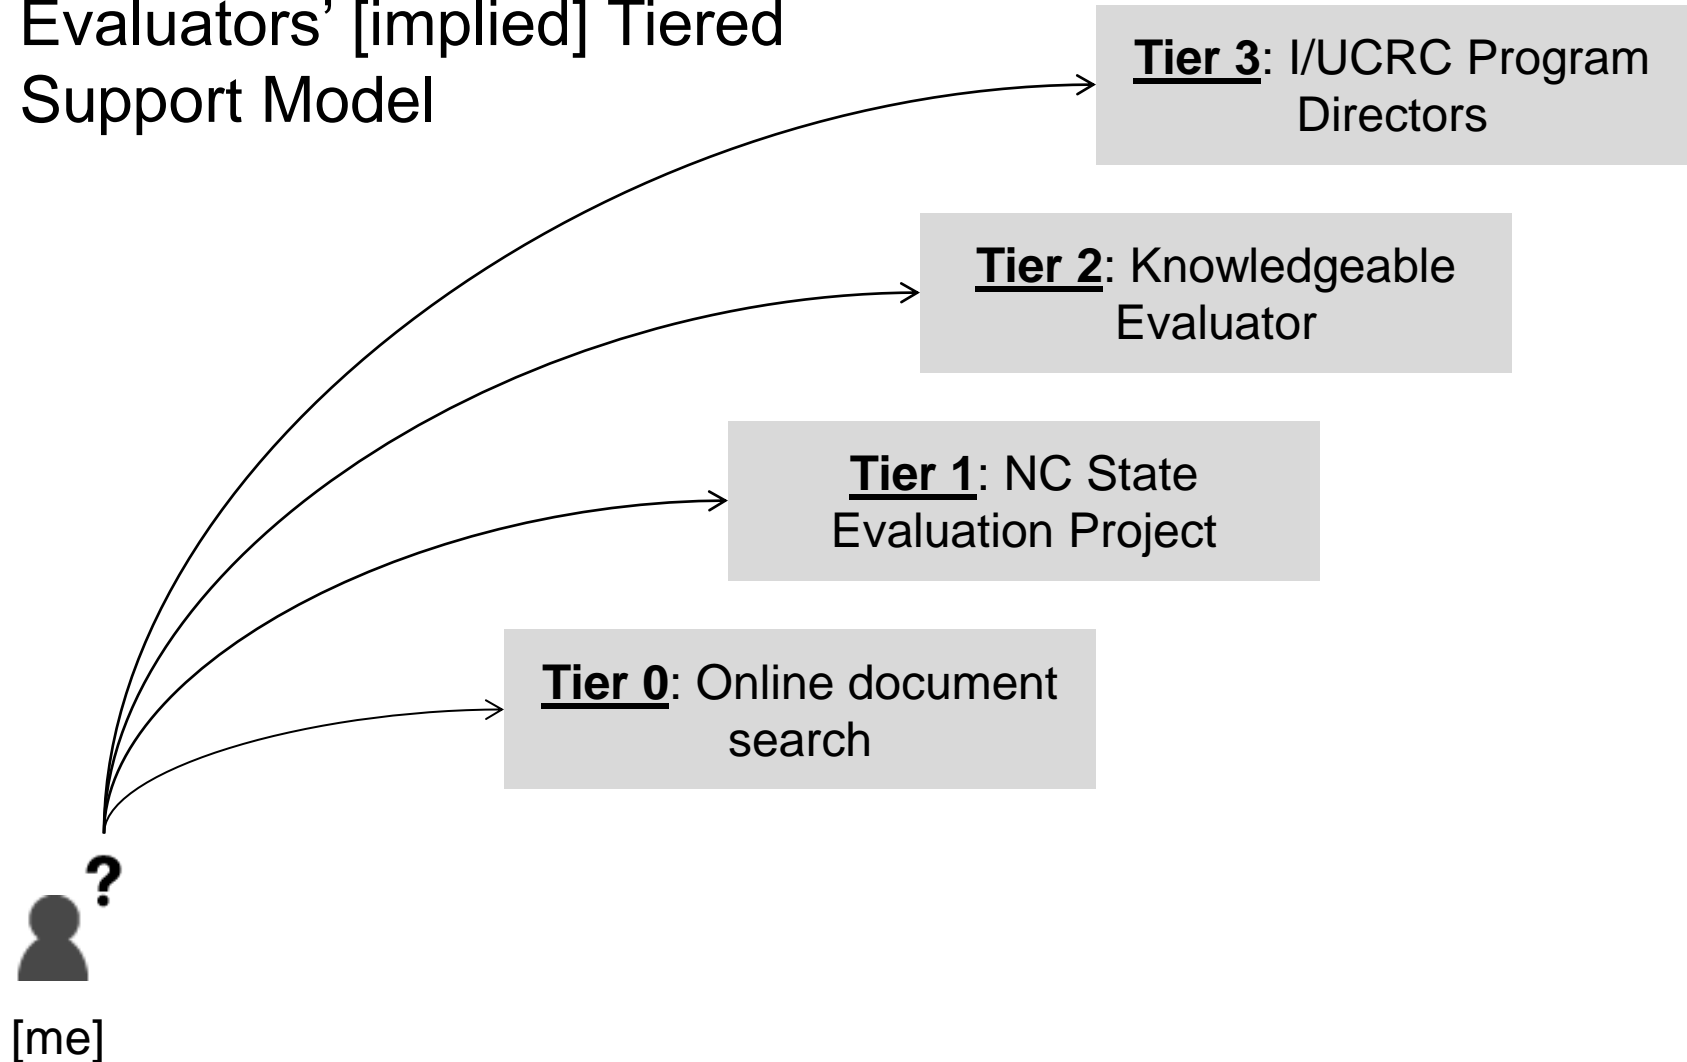 Evaluators’ [implied] Tiered
Support Model
Tier 3: I/UCRC Program
Directors
Tier 2: Knowledgeable
Evaluator
Tier 1: NC State
Evaluation Project
Tier 0: Online document
search
?
[me]